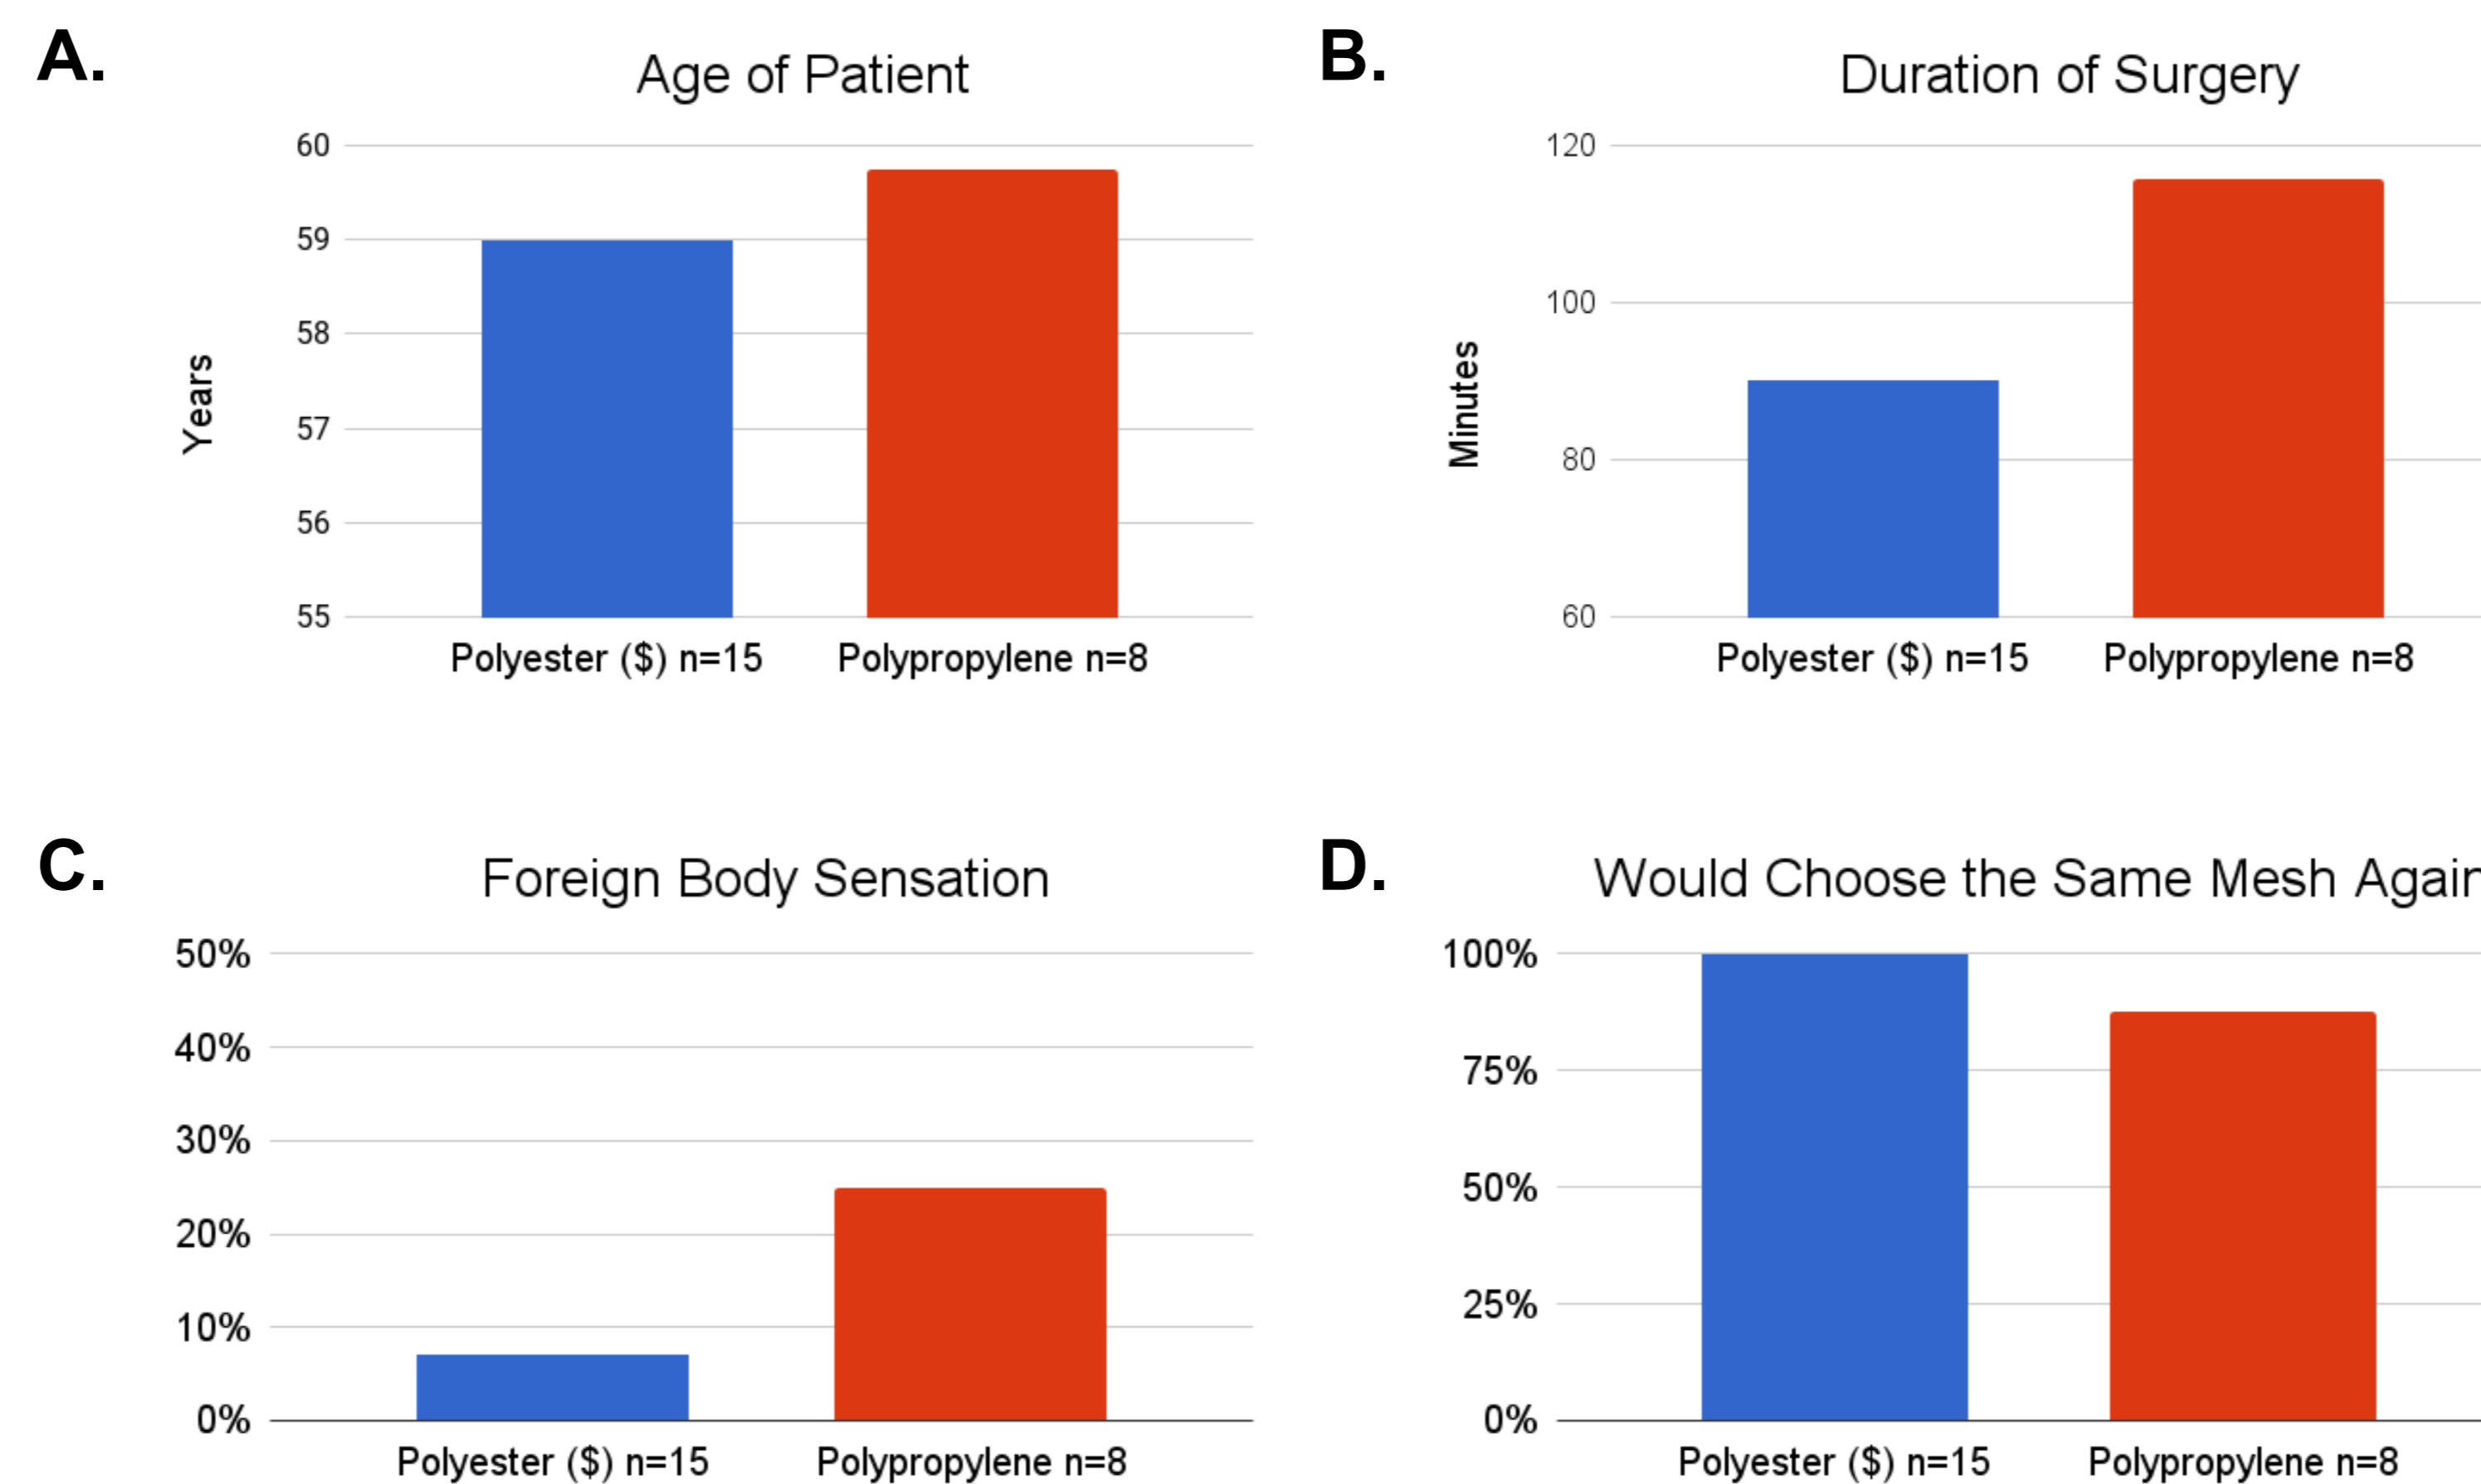 A.
Age of Patient
60
59
58
57
56
55
Years
Polyester ($) n=15
Polypropylene n=8
B.
Duration of Surgery
120
100
80
60
Minutes
Polyester ($) n=15
Polypropylene n=8
C.
Foreign Body Sensation
50%
40%
30%
20%
10%
0%
Polyester ($) n=15
Polypropylene n=8
D.
Would Choose the Same Mesh Again
100%
75%
50%
25%
0%
Polyester ($) n=15
Polypropylene n=8